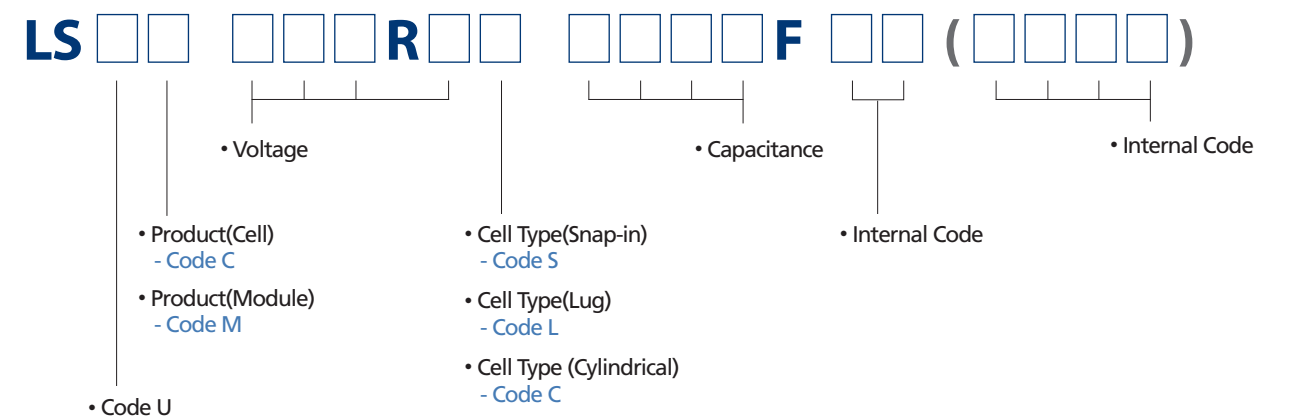 LS□□ □□□R□□ □□□□F □□ (□□□□)
• Voltage
• Capacitance
• Internal Code
• Product(Cell)
- Code C
• Product(Module)
- Code M
• Cell Type(Snap-in)
- Code S
• Cell Type(Lug)
- Code L
• Cell Type (Cylindrical)
- Code C
• Internal Code
• Code U